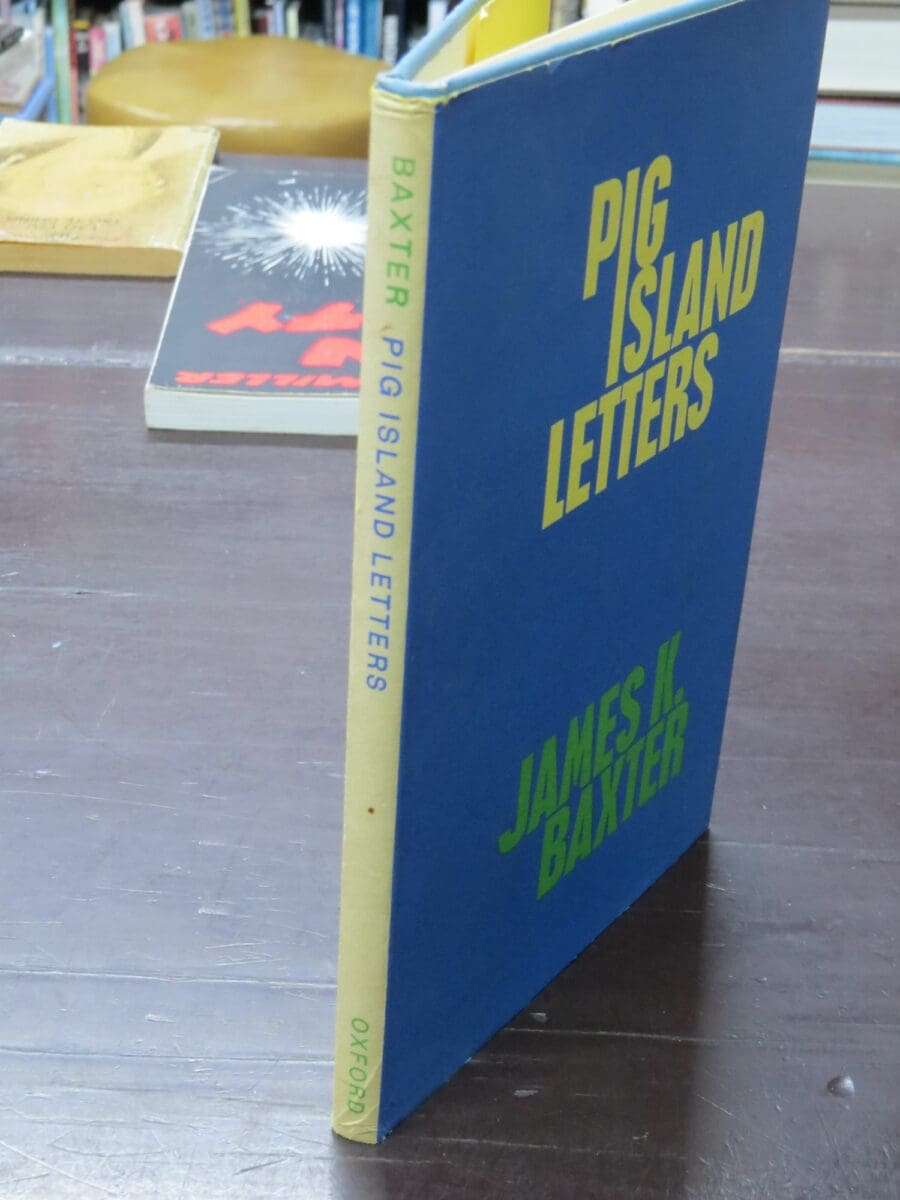 BAXTER PIG ISLAND LETTERS
OXFORD
PIG
ISLAND
LETTERS
JAMES K.
BAXTER
MILLER